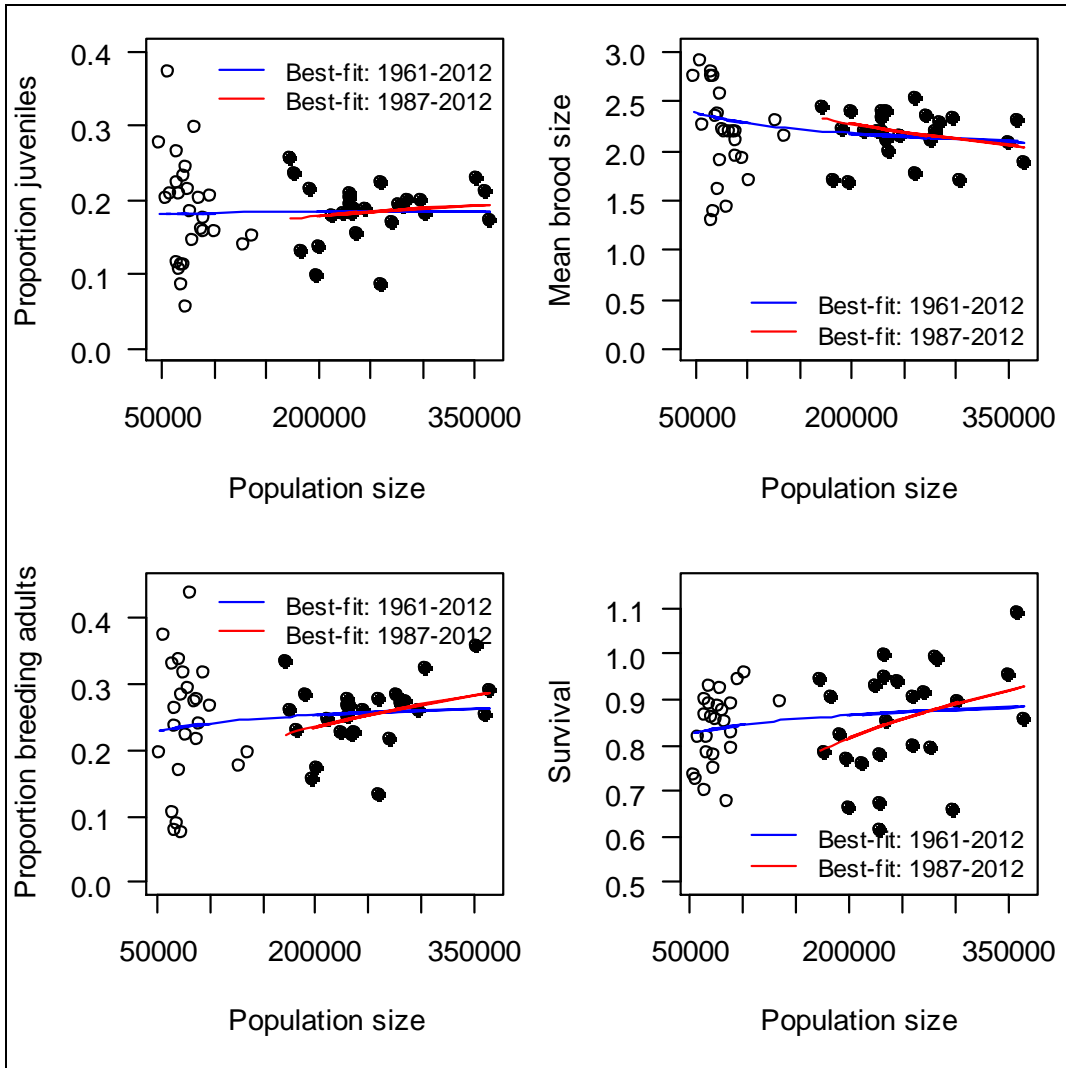 Proportion juveniles
0.4
0.3
0.2
0.1
0.0
Best-fit: 1961-2012
Best-fit: 1987-2012
50000 200000 350000
Population size
Mean brood size
3.0
2.5
2.0
1.5
1.0
0.5
0.0
Best-fit: 1961-2012
Best-fit: 1987-2012
50000 200000 350000
Population size
Proportion breeding adults
0.4
0.3
0.2
0.1
0.0
Best-fit: 1961-2012
Best-fit: 1987-2012
50000 200000 350000
Population size
Survival
1.1
1.0
0.9
0.8
0.7
0.6
0.5
Best-fit: 1961-2012
Best-fit: 1987-2012
50000 200000 350000
Population size